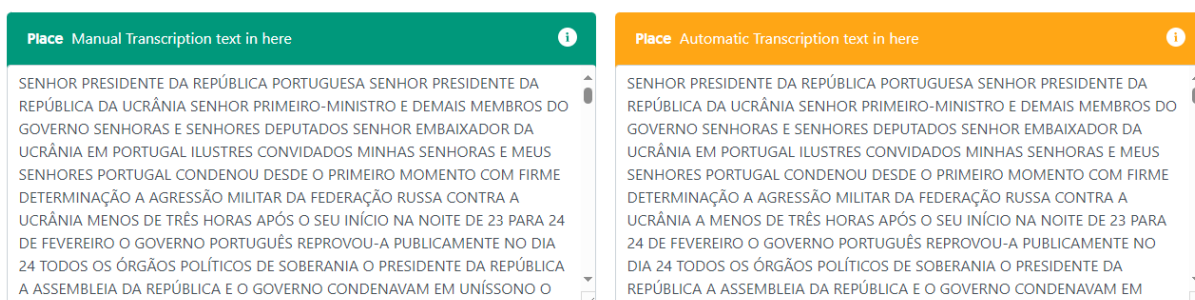 Place Manual Transcription text in here
SENHOR PRESIDENTE DA REPÚBLICA PORTUGUESA SENHOR PRESIDENTE DA
REPÚBLICA DA UCRÂNIA SENHOR PRIMEIRO-MINISTRO E DEMAIS MEMBROS DO
GOVERNO SENHORAS E SENHORES DEPUTADOS SENHOR EMBAIXADOR DA
UCRÂNIA EM PORTUGAL ILUSTRES CONVIDADOS MINHAS SENHORAS E MEUS
SENHORES PORTUGAL CONDENOU DESDE O PRIMEIRO MOMENTO COM FIRME
DETERMINAÇÃO A AGRESSÃO MILITAR DA FEDERAÇÃO RUSSA CONTRA A
UCRÂNIA MENOS DE TRÊS HORAS APÓS O SEU INÍCIO NA NOITE DE 23 PARA 24
DE FEVEREIRO O GOVERNO PORTUGUÊS REPROVOU-A PUBLICAMENTE NO DIA
24 TODOS OS ÓRGÃOS POLÍTICOS DE SOBERANIA O PRESIDENTE DA REPÚBLICA
A ASSEMBLEIA DA REPÚBLICA E O GOVERNO CONDENAVAM EM UNÍSSONO O
Place Automatic Transcription text in here
SENHOR PRESIDENTE DA REPÚBLICA PORTUGUESA SENHOR PRESIDENTE DA
REPÚBLICA DA UCRÂNIA SENHOR PRIMEIRO-MINISTRO E DEMAIS MEMBROS DO
GOVERNO SENHORAS E SENHORES DEPUTADOS SENHOR EMBAIXADOR DA
UCRÂNIA EM PORTUGAL ILUSTRES CONVIDADOS MINHAS SENHORAS E MEUS
SENHORES PORTUGAL CONDENOU DESDE O PRIMEIRO MOMENTO COM FIRME
DETERMINAÇÃO A AGRESSÃO MILITAR DA FEDERAÇÃO RUSSA CONTRA A
UCRÂNIA A MENOS DE TRÊS HORAS APÓS O SEU INÍCIO NA NOITE DE 23 PARA
24 DE FEVEREIRO O GOVERNO PORTUGUÊS REPROVOU-A PUBLICAMENTE NO
DIA 24 TODOS OS ÓRGÃOS POLÍTICOS DE SOBERANIA O PRESIDENTE DA
REPÚBLICA A ASSEMBLEIA DA REPÚBLICA E O GOVERNO CONDENAVAM EM